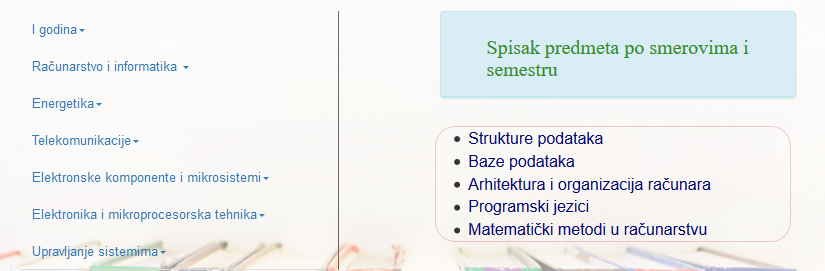 I godina
Računarstvo i informatika
Energetika
Telekomunikacije
Elektronske komponente i mikrosistemi
Elektronika i mikroprocesorska tehnika
Upravljanje sistemima
Spisak predmeta po smerovima i
semestru
Strukture podataka
Baze podataka
Arhitektura i organizacija računara
Programski jezici
Matematički metodi u računarstvu